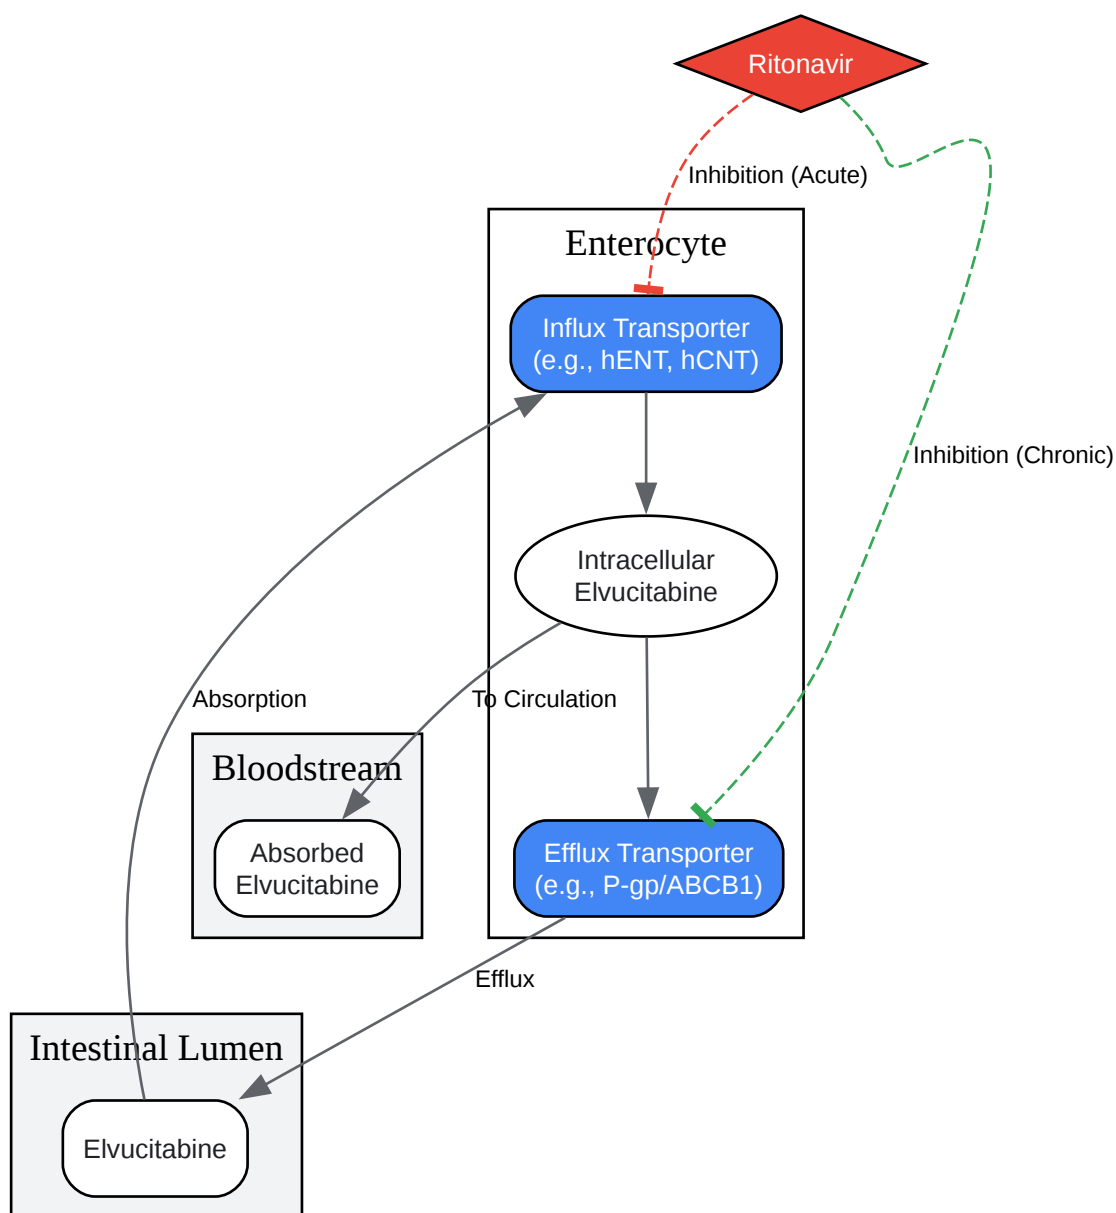 Ritonavir
Inhibition (Acute)
Enterocyte
Influx Transporter
(e.g., hENT, hCNT)
Inhibition (Chronic)
Intracellular
Elvucitabine
Absorption
To Circulation
Bloodstream
Absorbed
Elvucitabine
Efflux Transporter
(e.g., P-gp/ABCB1)
Efflux
Intestinal Lumen
Elvucitabine